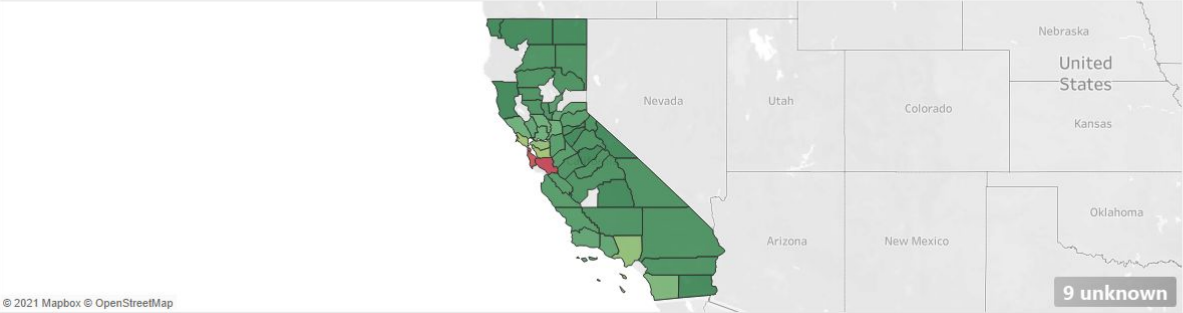 Nebraska
United
States
Nevada
Utah
Colorado
Kansas
Oklahoma
Arizona
New Mexico
9 unknown
© 2021 Mapbox © OpenStreetMap